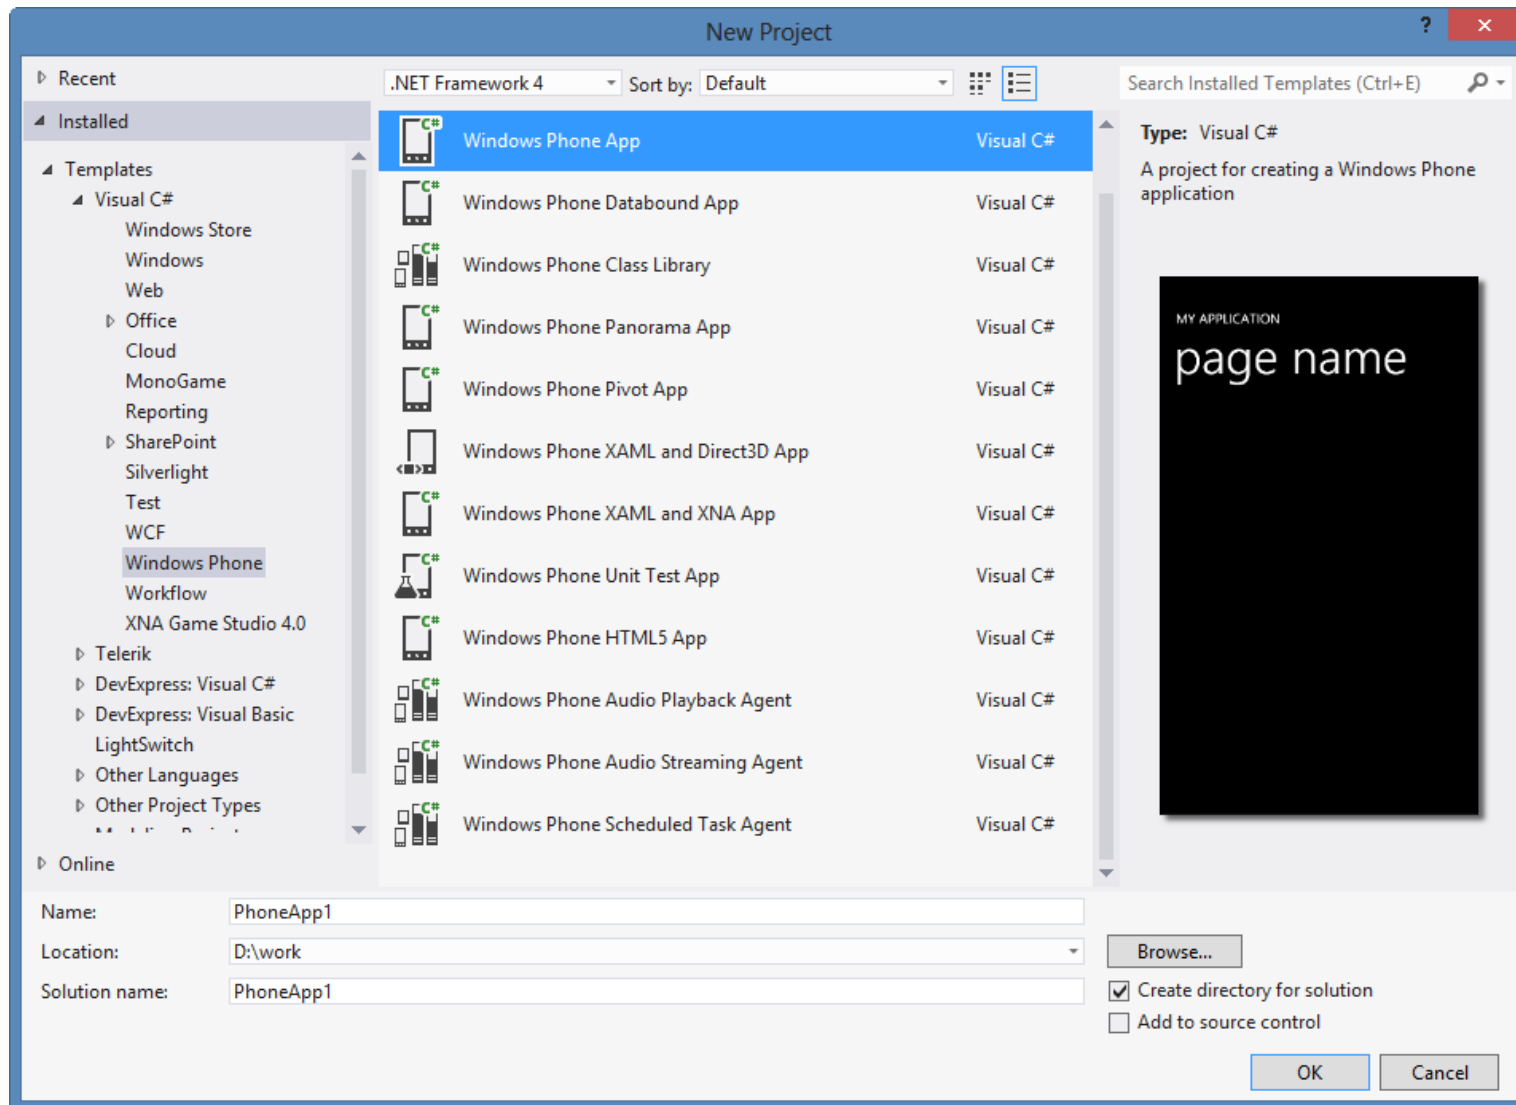 New Project
?
Recent
Installed
Templates
Visual C#
Windows Store
Windows
Web
Office
Cloud
MonoGame
Reporting
SharePoint
Silverlight
Test
WCF
Windows Phone
Workflow
XNA Game Studio 4.0
Telerik
DevExpress: Visual C#
DevExpress: Visual Basic
LightSwitch
Other Languages
Other Project Types
Online
.NET Framework 4 Sort by: Default
Windows Phone App Visual C#
Windows Phone Databound App Visual C#
Windows Phone Class Library Visual C#
Windows Phone Panorama App Visual C#
Windows Phone Pivot App Visual C#
Windows Phone XAML and Direct3D App Visual C#
Windows Phone XAML and XNA App Visual C#
Windows Phone Unit Test App Visual C#
Windows Phone HTML5 App Visual C#
Windows Phone Audio Playback Agent Visual C#
Windows Phone Audio Streaming Agent Visual C#
Windows Phone Scheduled Task Agent Visual C#
Search Installed Templates (Ctrl+E)
Type: Visual C#
A project for creating a Windows Phone
application
MY APPLICATION
page name
Name: PhoneApp1
Location: D:\work Browse...
Solution name: PhoneApp1
Create directory for solution
Add to source control
OK Cancel